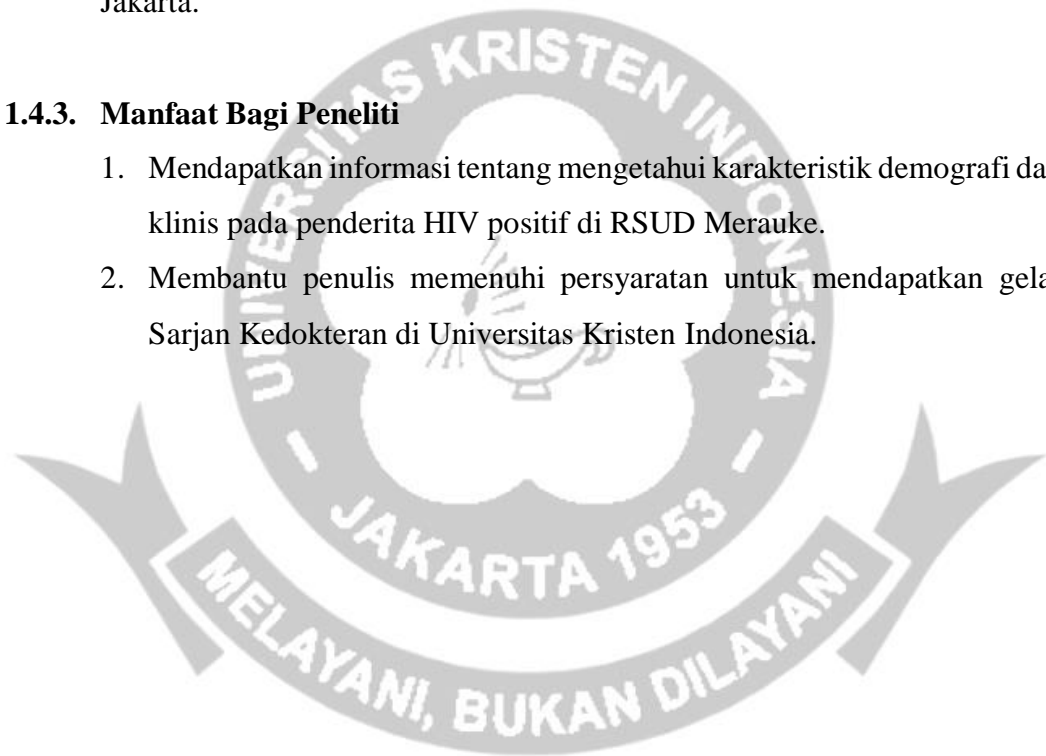 Jakarta.
1.4.3. Manfaat Bagi Peneliti
1. Mendapatkan informasi tentang mengetahui karakteristik demografi da
klinis pada penderita HIV positif di RSUD Merauke.
2. Membantu penulis memenuhi persyaratan untuk mendapatkan gela
Sarjan Kedokteran di Universitas Kristen Indonesia.
UNIVERSITAS KRISTEN INDONESIA
- JAKARTA 1953 -
MELAYANI, BUKAN DILAYANI